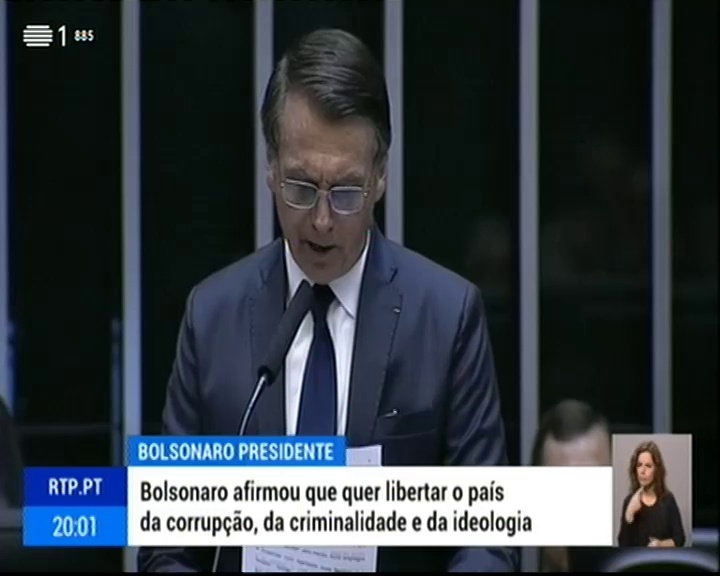 1 885
BOLSONARO PRESIDENTE
RTP.PT
20:01
Bolsonaro afirmou que quer libertar o país
da corrupção, da criminalidade e da ideologia